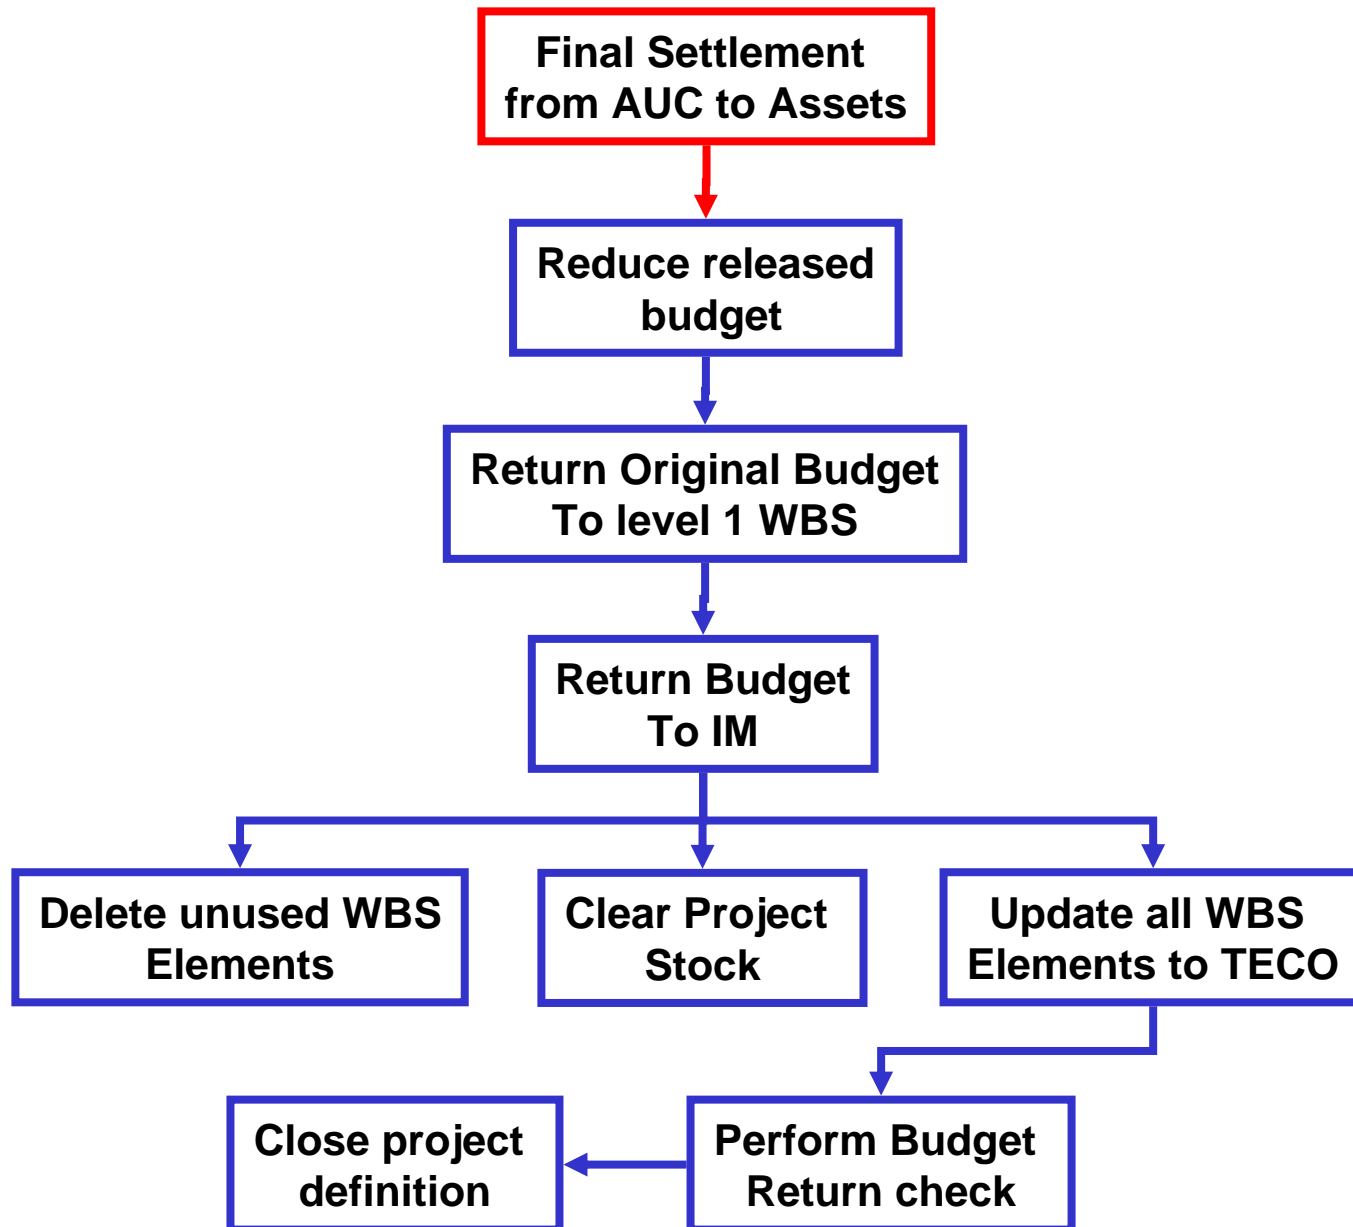 Final Settlement
from AUC to Assets
Reduce released
budget
Return Original Budget
To level 1 WBS
Return Budget
To IM
Delete unused WBS
Elements
Clear Project
Stock
Update all WBS
Elements to TECO
Close project
definition
Perform Budget
Return check